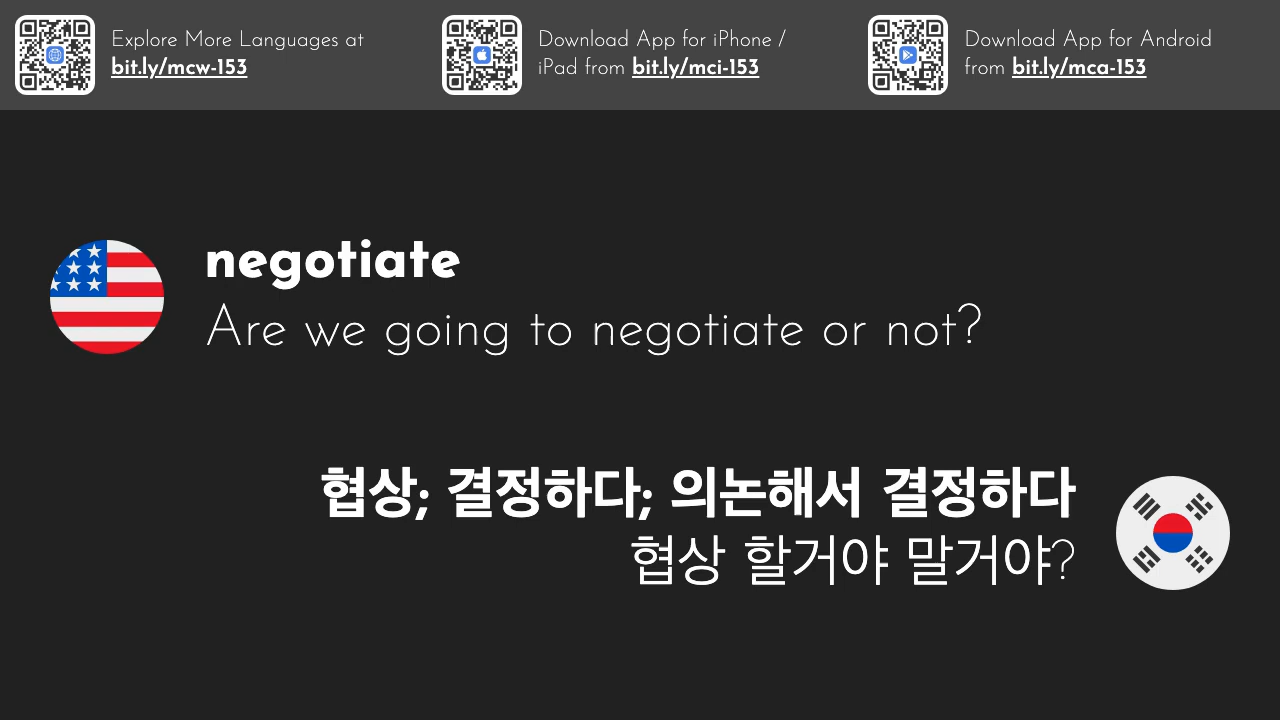 Explore More Languages at
bit.ly/mcw-153
Download App for iPhone /
iPad from bit.ly/mci-153
Download App for Android
from bit.ly/mca-153
negotiate
Are we going to negotiate or not?
협상; 결정하다; 의논해서 결정하다
협상 할거야 말거야?